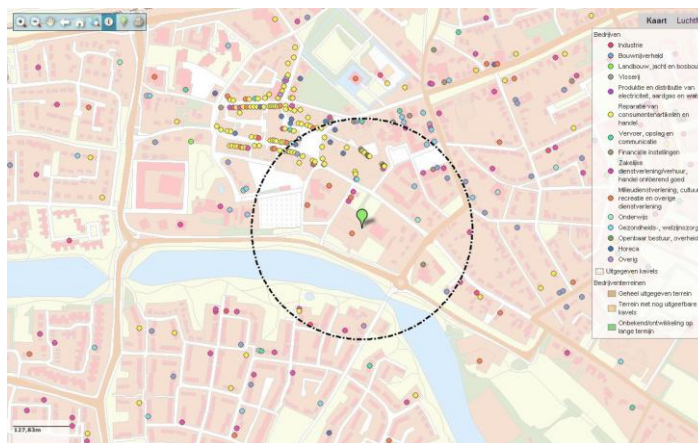 Kaart Lucht
Bedrijven
Industrie
Bouwnijverheid
Landbouw, jacht en bosbou
Visserij
Produktie en distributie van
electriciteit, aardgas en wate
Reparatie van
consumentenartikelen en
handel
Vervoer, opslag en
communicatie
Financiële instellingen
Zakelijke
dienstverlening/verhuur,
handel onroerend goed
Milieudienstverlening, cultuur
recreatie en overige
dienstverlening
Onderwijs
Gezondheids-, welzijnszorg
Openbaar bestuur, overheid
Horeca
Overig
Uitgegeven kavels
Bedrijventerreinen
Geheel uitgegeven terrein
Terrein met nog uitgeefbare
kavels
Onbekend/ontwikkeling op
lange termijn
127,83m